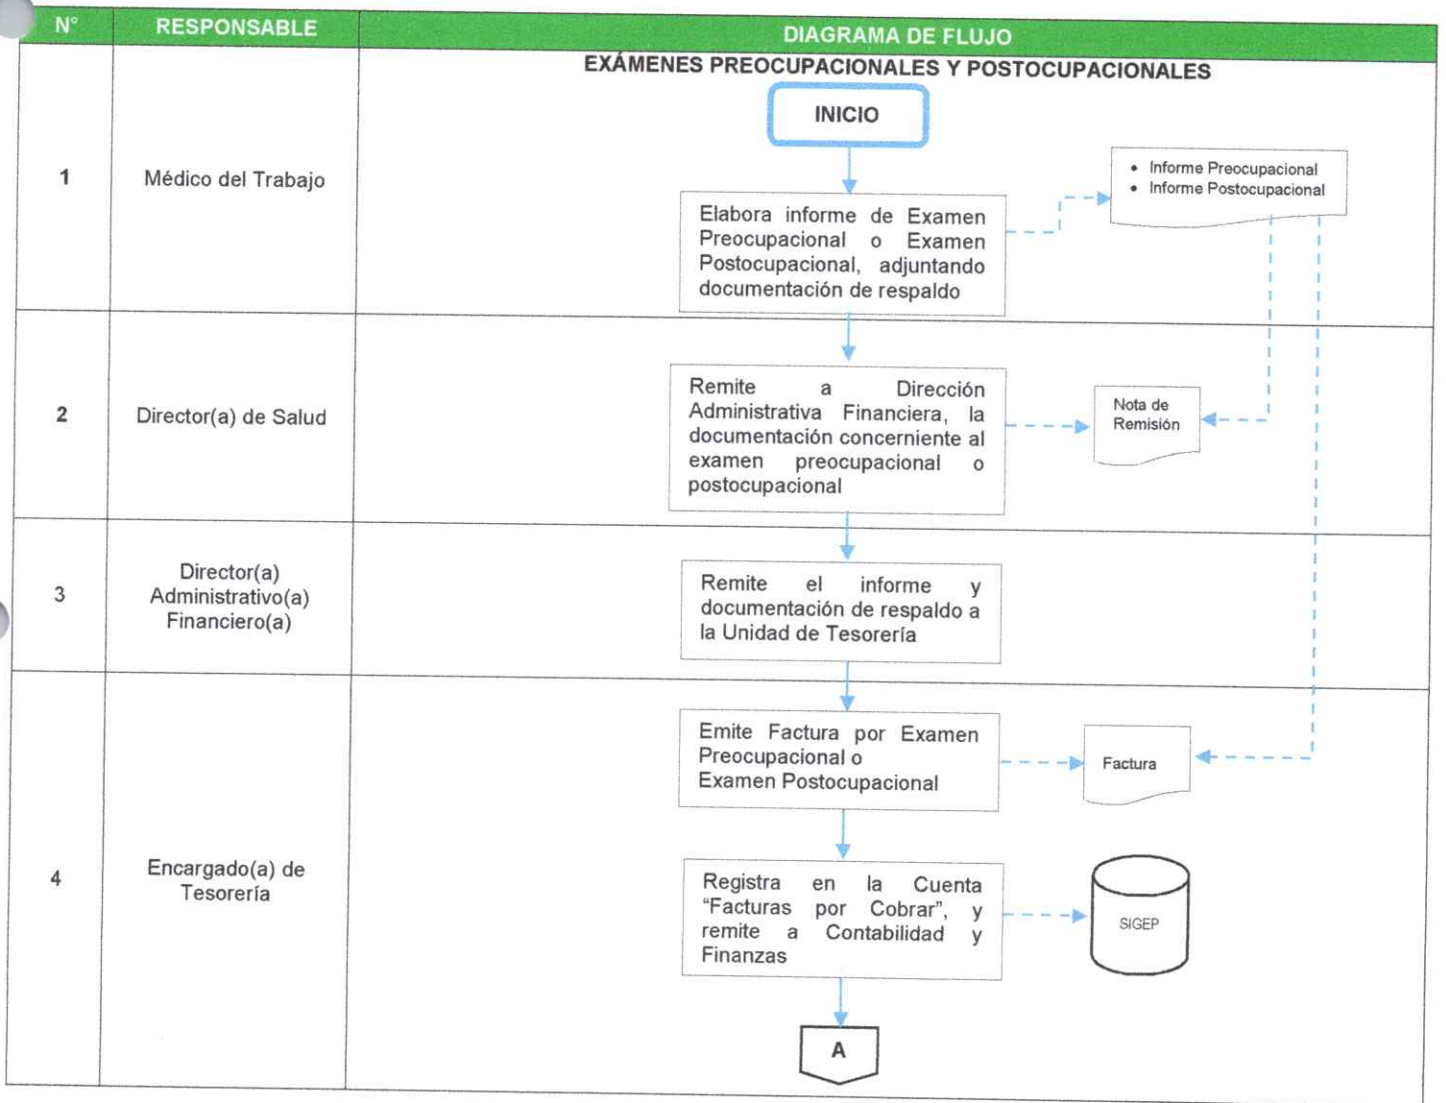 N° RESPONSABLE DIAGRAMA DE FLUJO
EXÁMENES PREOCUPACIONALES Y POSTOCUPACIONALES
INICIO
1
Médico del Trabajo
Elabora informe de Examen
Preocupacional o Examen
Postocupacional, adjuntando
documentación de respaldo
• Informe Preocupacional
• Informe Postocupacional
2
Director(a) de Salud
Remite a Dirección
Administrativa Financiera, la
documentación concerniente al
examen preocupacional o
postocupacional
Nota de
Remisión
3
Director(a)
Administrativo(a)
Financiero(a)
Remite el informe y
documentación de respaldo a
la Unidad de Tesorería
4
Encargado(a) de
Tesorería
Emite Factura por Examen
Preocupacional o
Examen Postocupacional
Factura
Registra en la Cuenta
“Facturas por Cobrar”, y
remite a Contabilidad y
Finanzas
SIGEP
A